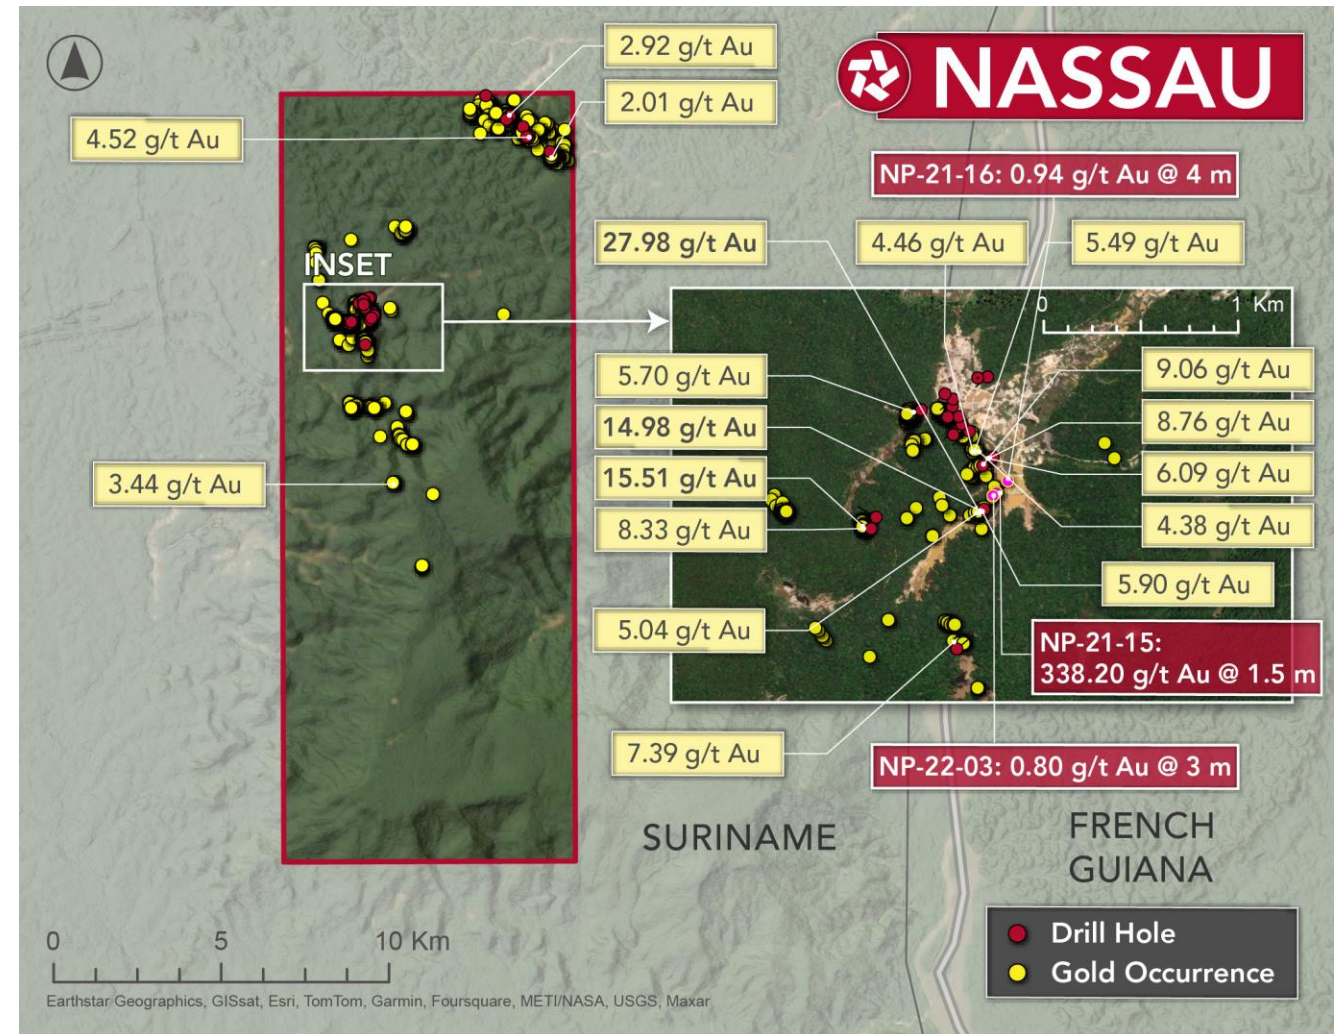 NASSAU
2.92 g/t Au
2.01 g/t Au
4.52 g/t Au
NP-21-16: 0.94 g/t Au @ 4 m
27.98 g/t Au
4.46 g/t Au
5.49 g/t Au
INSET
0 1 Km
5.70 g/t Au
9.06 g/t Au
14.98 g/t Au
8.76 g/t Au
15.51 g/t Au
6.09 g/t Au
3.44 g/t Au
8.33 g/t Au
4.38 g/t Au
5.90 g/t Au
5.04 g/t Au
NP-21-15:
338.20 g/t Au @ 1.5 m
7.39 g/t Au
NP-22-03: 0.80 g/t Au @ 3 m
SURINAME
FRENCH
GUIANA
0 5 10 Km
Drill Hole
Gold Occurrence
Earthstar Geographics, GISsat, Esri, TomTom, Garmin, Foursquare, METI/NASA, USGS, Maxar